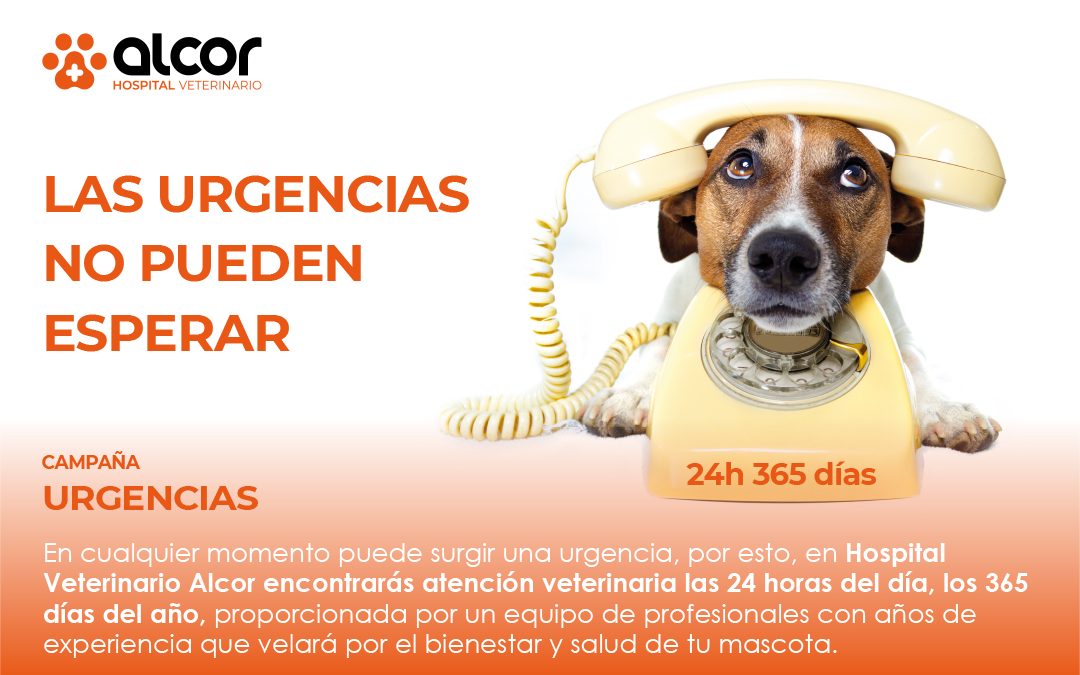 alcor
HOSPITAL VETERINARIO
LAS URGENCIAS
NO PUEDEN
ESPERAR
24h 365 días
CAMPAÑA
URGENCIAS
En cualquier momento puede surgir una urgencia, por esto, en Hospital
Veterinario Alcor encontrarás atención veterinaria las 24 horas del día, los 365
días del año, proporcionada por un equipo de profesionales con años de
experiencia que velará por el bienestar y salud de tu mascota.